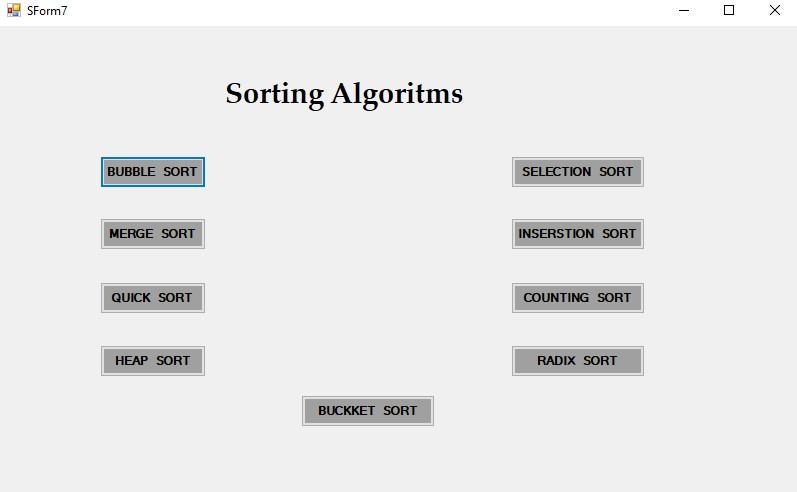 SForm7
Sorting Algoritms
BUBBLE SORT
SELECTION SORT
MERGE SORT
INSERSTION SORT
QUICK SORT
COUNTING SORT
HEAP SORT
RADIX SORT
BUCKKET SORT